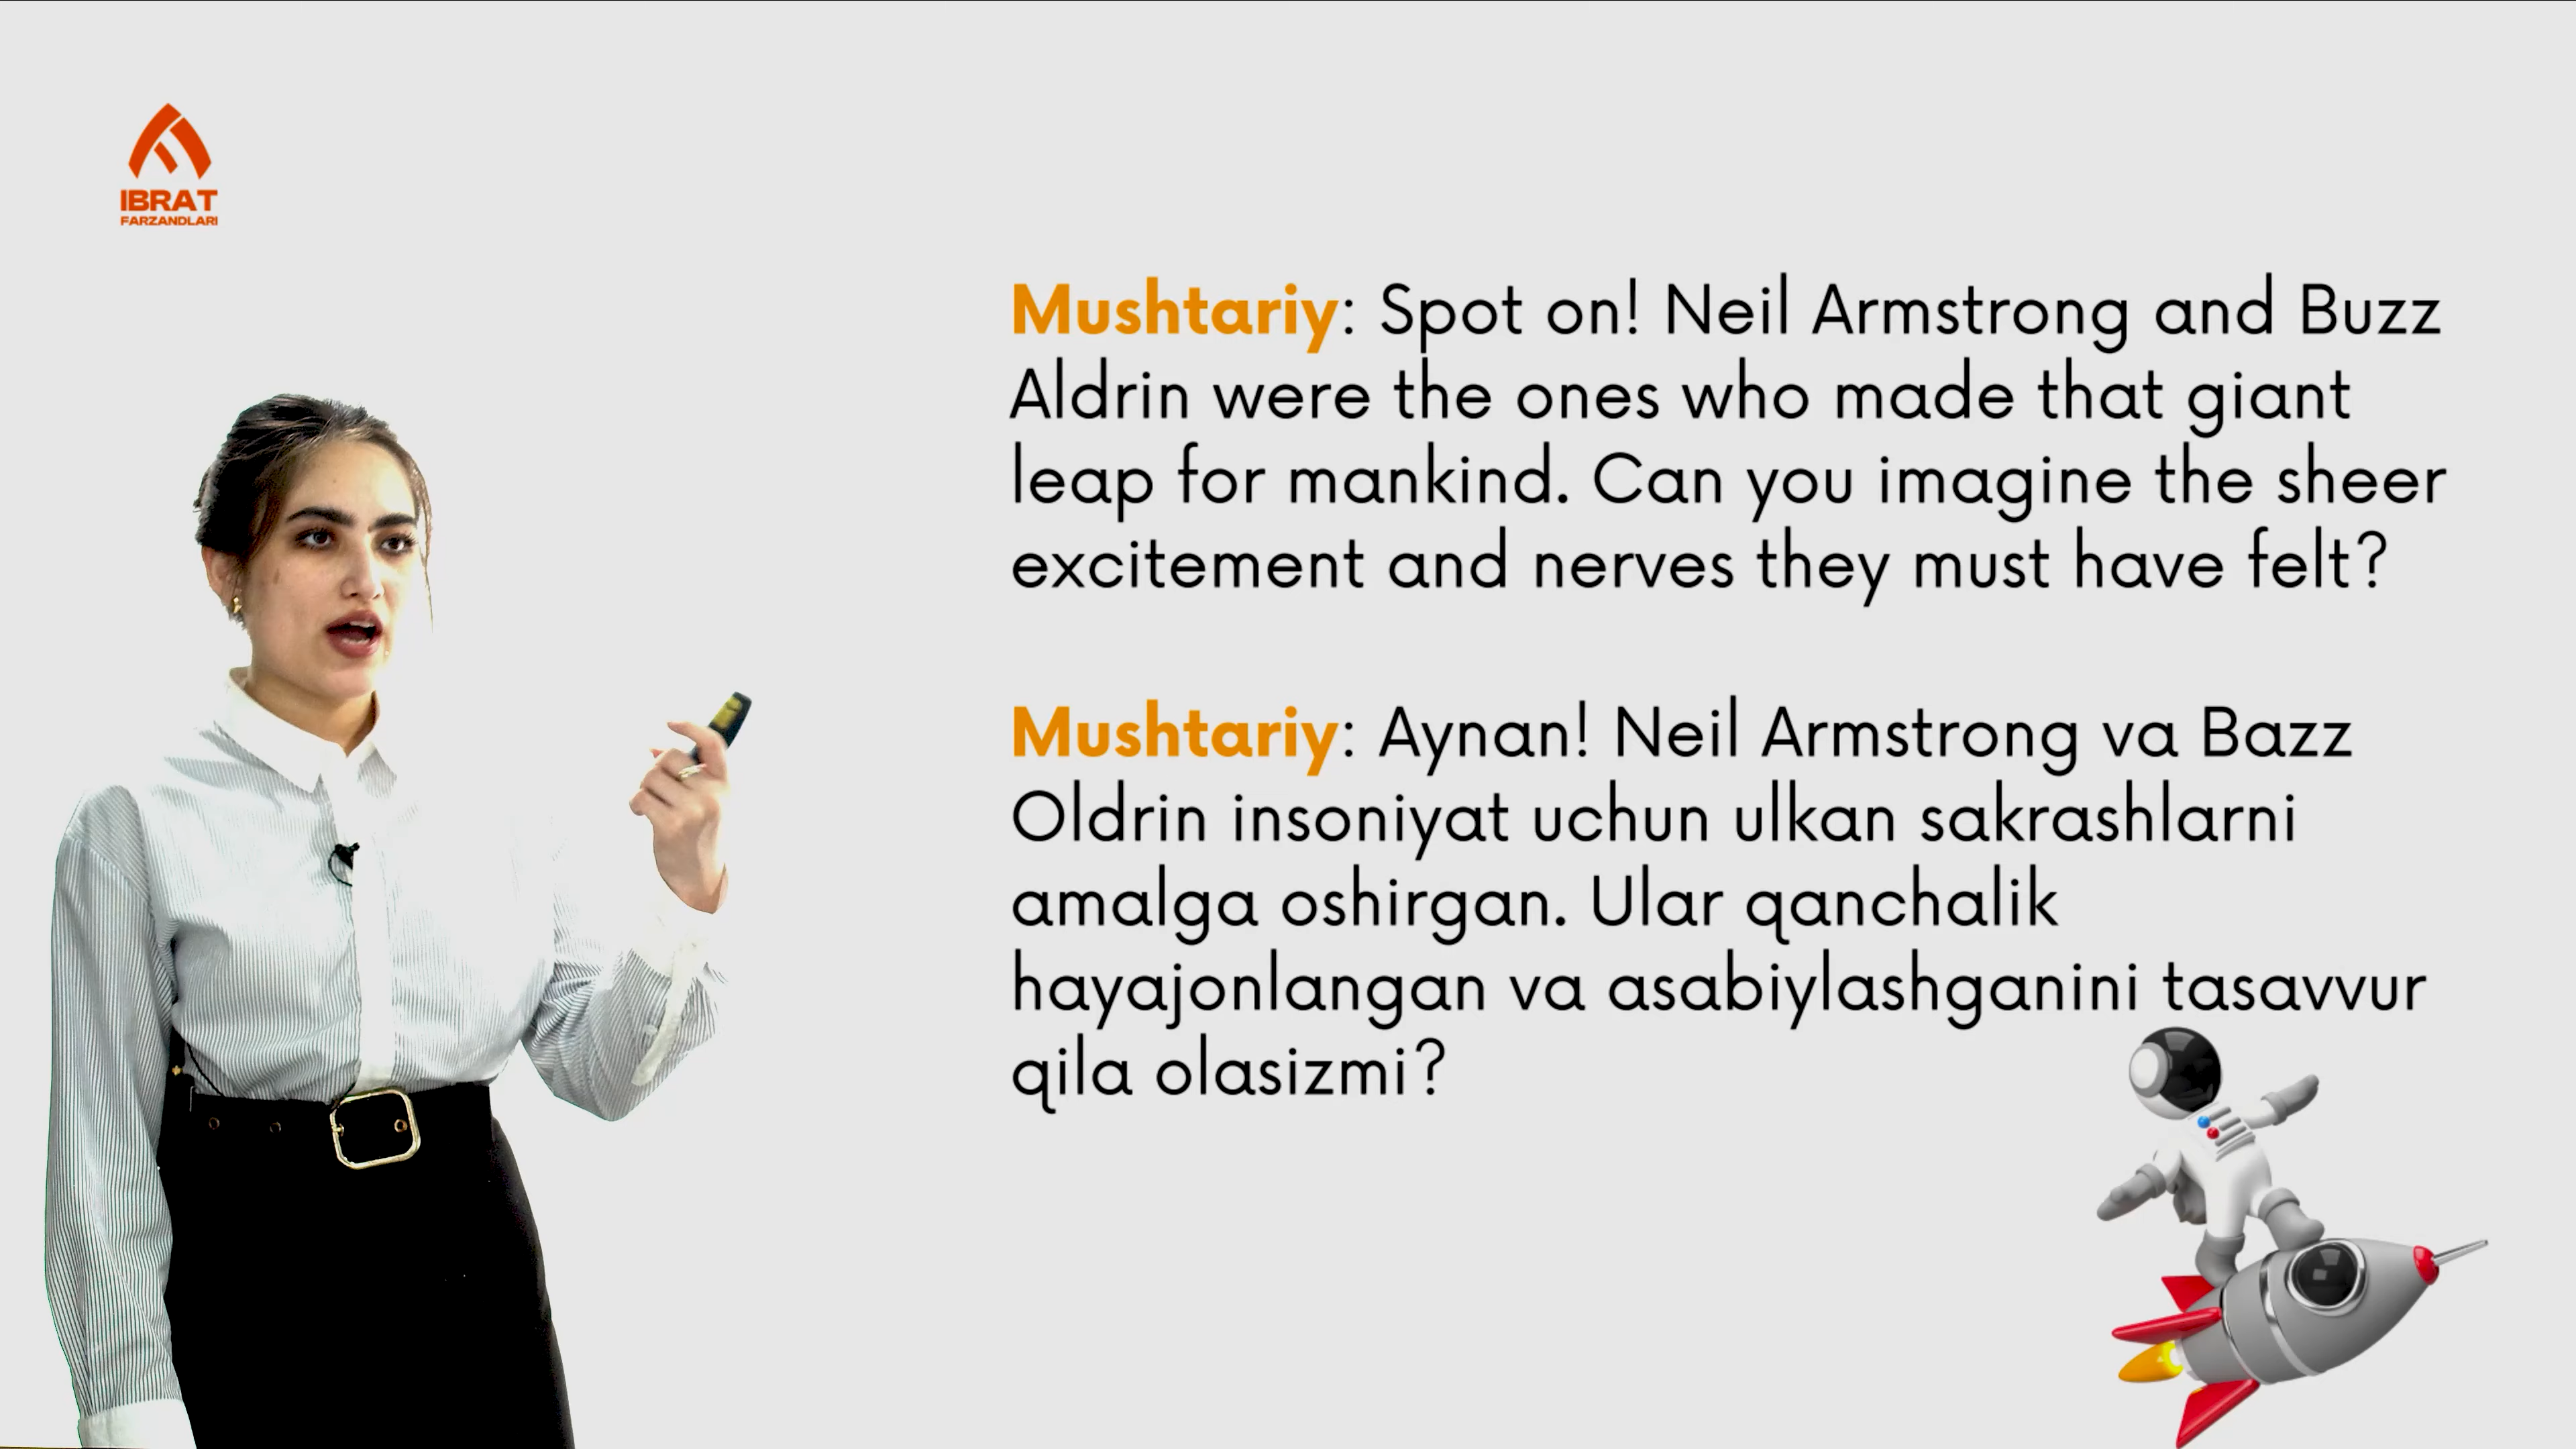 IBRAT
FARZANDLARI
Mushtariy: Spot on! Neil Armstrong and Buzz
Aldrin were the ones who made that giant
leap for mankind. Can you imagine the sheer
excitement and nerves they must have felt?
Mushtariy: Aynan! Neil Armstrong va Bazz
Oldrin insoniyat uchun ulkan sakrashlarni
amalga oshirgan. Ular qanchalik
hayajonlangan va asabiylashganini tasavvur
qila olasizmi?